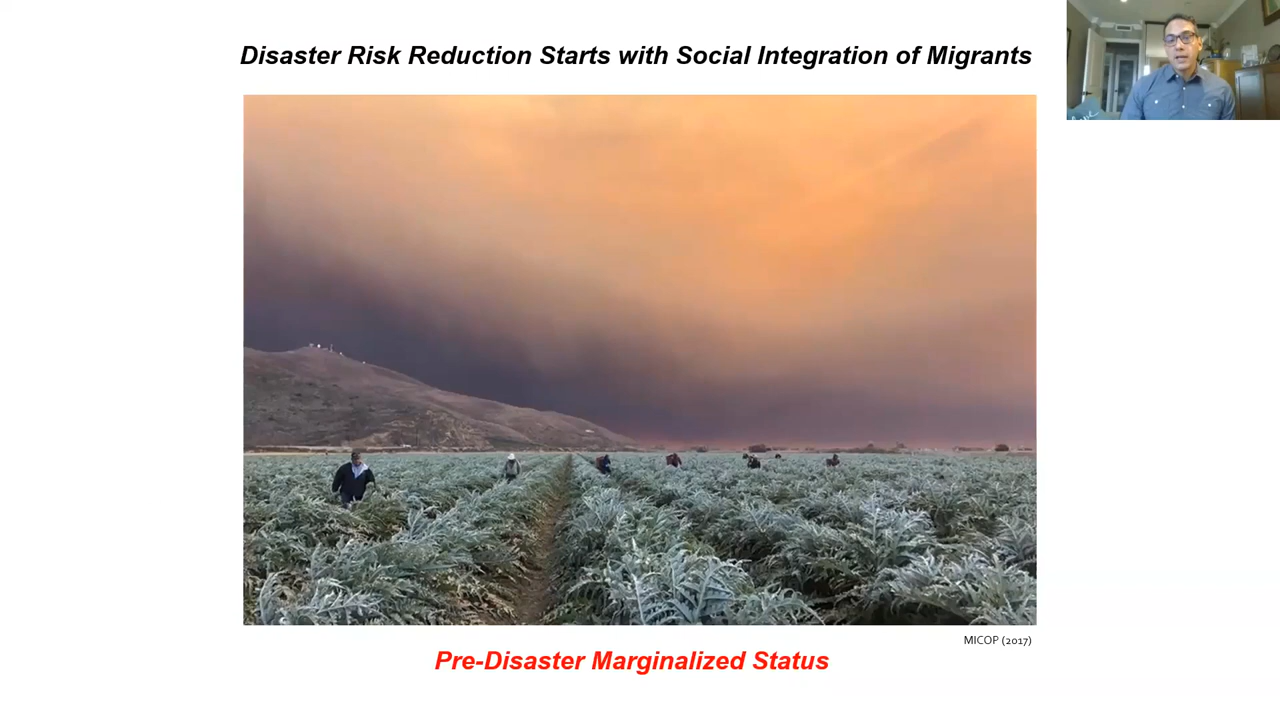 Disaster Risk Reduction Starts with Social Integration of Migrants
MICOP (2017)
Pre-Disaster Marginalized Status